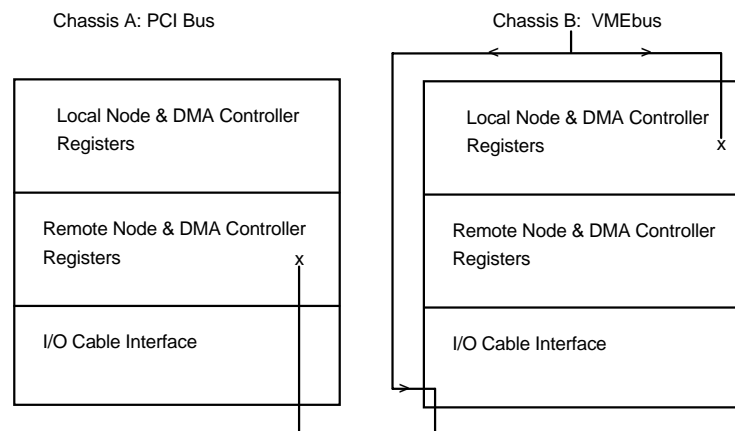 Chassis A: PCI Bus
Chassis B: VMEbus
Local Node & DMA Controller
Registers
x
Remote Node & DMA Controller
Registers
x
I/O Cable Interface
Local Node & DMA Controller
Registers
Remote Node & DMA Controller
Registers
I/O Cable Interface